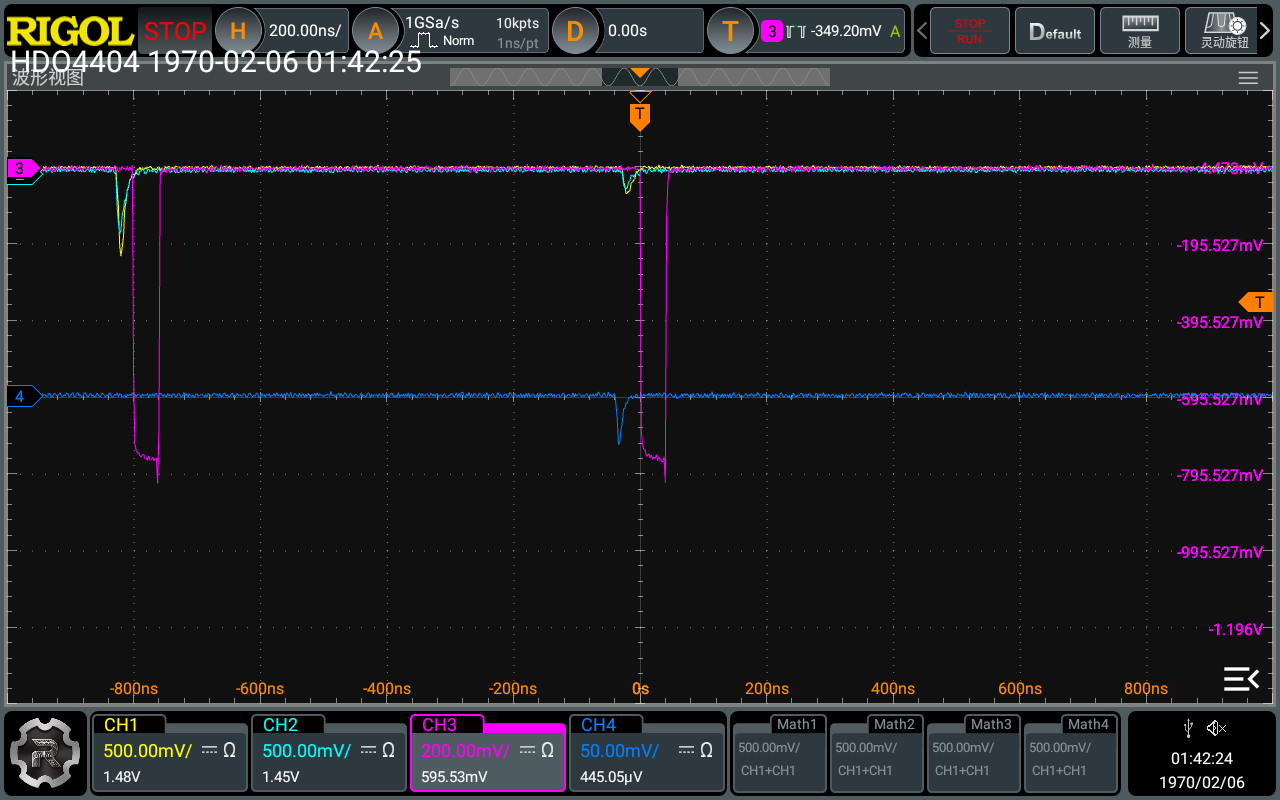 RIGOL STOP H 200.00ns/ A 1GSa/s Norm 10kpts 1ns/pt D 0.00s T 3 -349.20mV A STOP RUN Default 测量 灵动旋钮
HDO4404 1970-02-06 01:42:25
波形视图
T
3
4.473mV
-195.527mV
T
-395.527mV
4
-595.527mV
-795.527mV
-995.527mV
-1.196V
-800ns -600ns -400ns -200ns 0s 200ns 400ns 600ns 800ns
CH1 CH2 CH3 CH4 Math1 Math2 Math3 Math4
500.00mV/ Ω 500.00mV/ Ω 200.00mV/ Ω 50.00mV/ Ω 500.00mV/ 500.00mV/ 500.00mV/ 500.00mV/
1.48V 1.45V 595.53mV 445.05µV CH1+CH1 CH1+CH1 CH1+CH1 CH1+CH1
01:42:24
1970/02/06